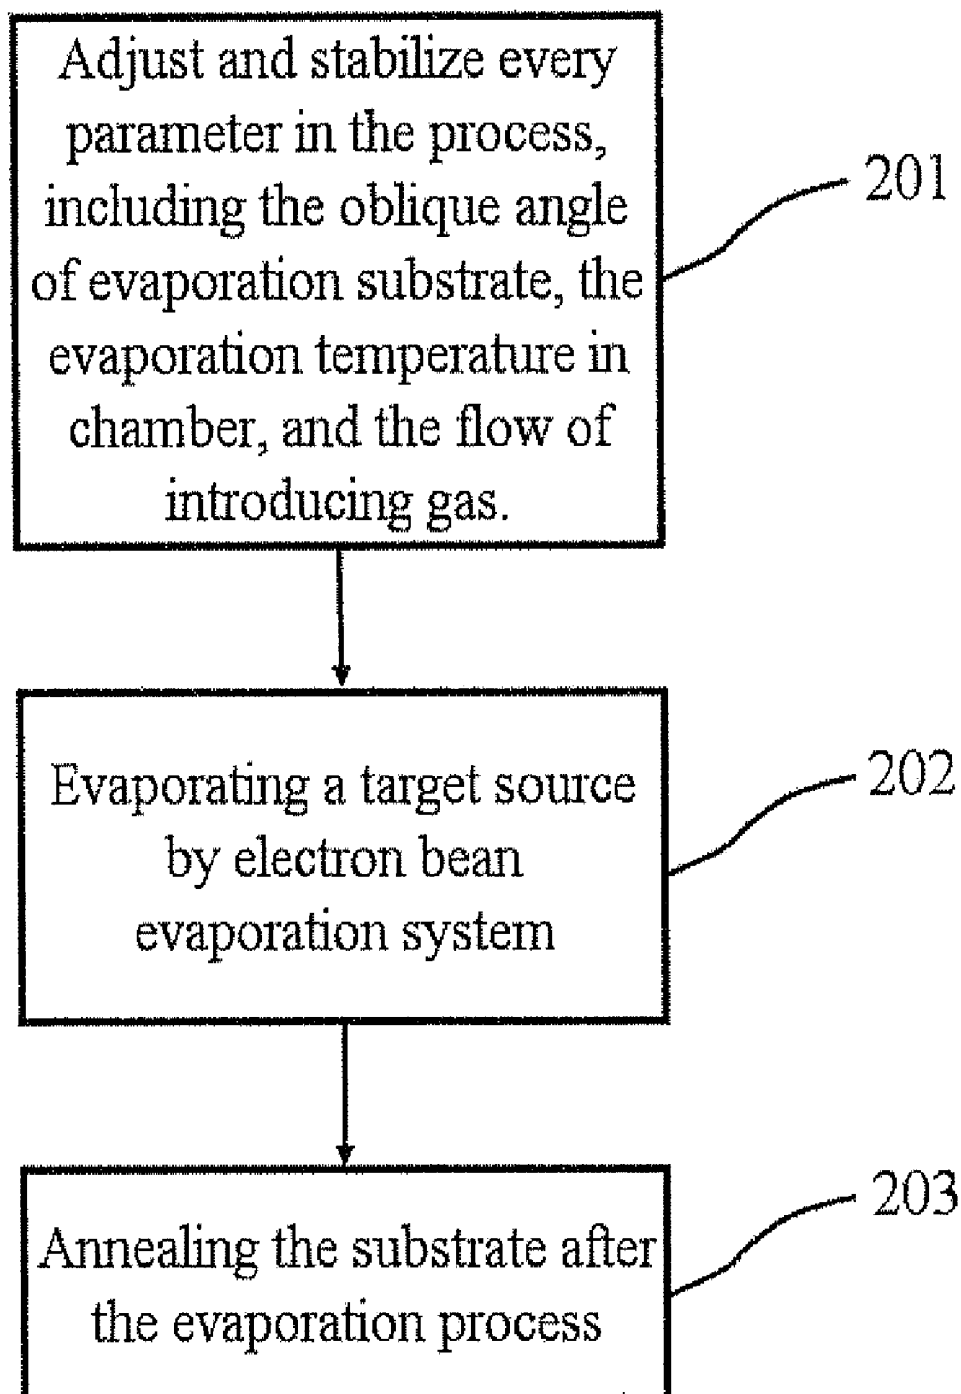 Adjust and stabilize every
parameter in the process,
including the oblique angle
of evaporation substrate, the
evaporation temperature in
chamber, and the flow of
introducing gas.
201
Evaporating a target source
by electron bean
evaporation system
202
Annealing the substrate after
the evaporation process
203